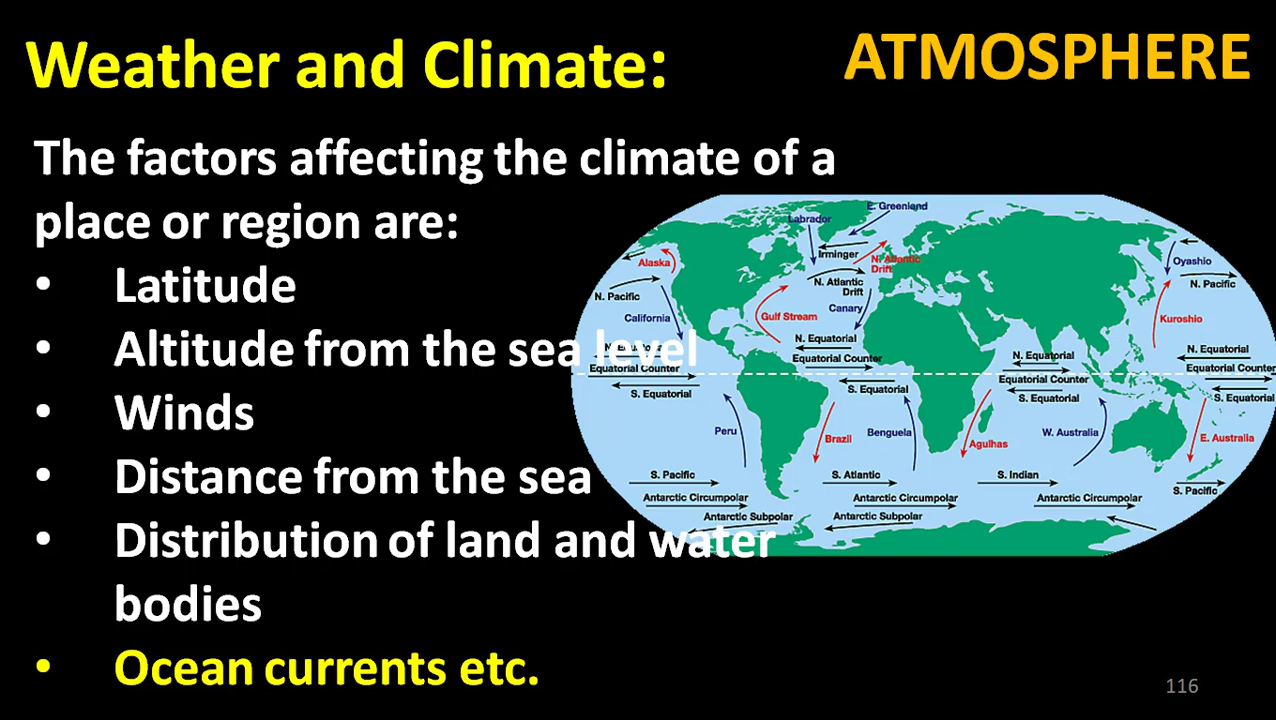 Weather and Climate:
ATMOSPHERE
The factors affecting the climate of a
place or region are:
• Latitude
• Altitude from the sea level
• Winds
• Distance from the sea
• Distribution of land and water
bodies
• Ocean currents etc.
E. Greenland
Labrador
Irminger
N. Atlantic
Drift
Alaska
N. Pacific
N. Atlantic
Drift
Canary
California
Gulf Stream
Oyashio
N. Pacific
Kuroshio
N. Equatorial
Equatorial Counter
S. Equatorial
N. Equatorial
Equatorial Counter
S. Equatorial
N. Equatorial
Equatorial Counter
S. Equatorial
N. Equatorial
Equatorial Counter
S. Equatorial
Peru
Brazil
Benguela
Agulhas
W. Australia
E. Australia
S. Pacific
S. Atlantic
S. Indian
S. Pacific
Antarctic Circumpolar
Antarctic Circumpolar
Antarctic Circumpolar
Antarctic Subpolar
Antarctic Subpolar
116